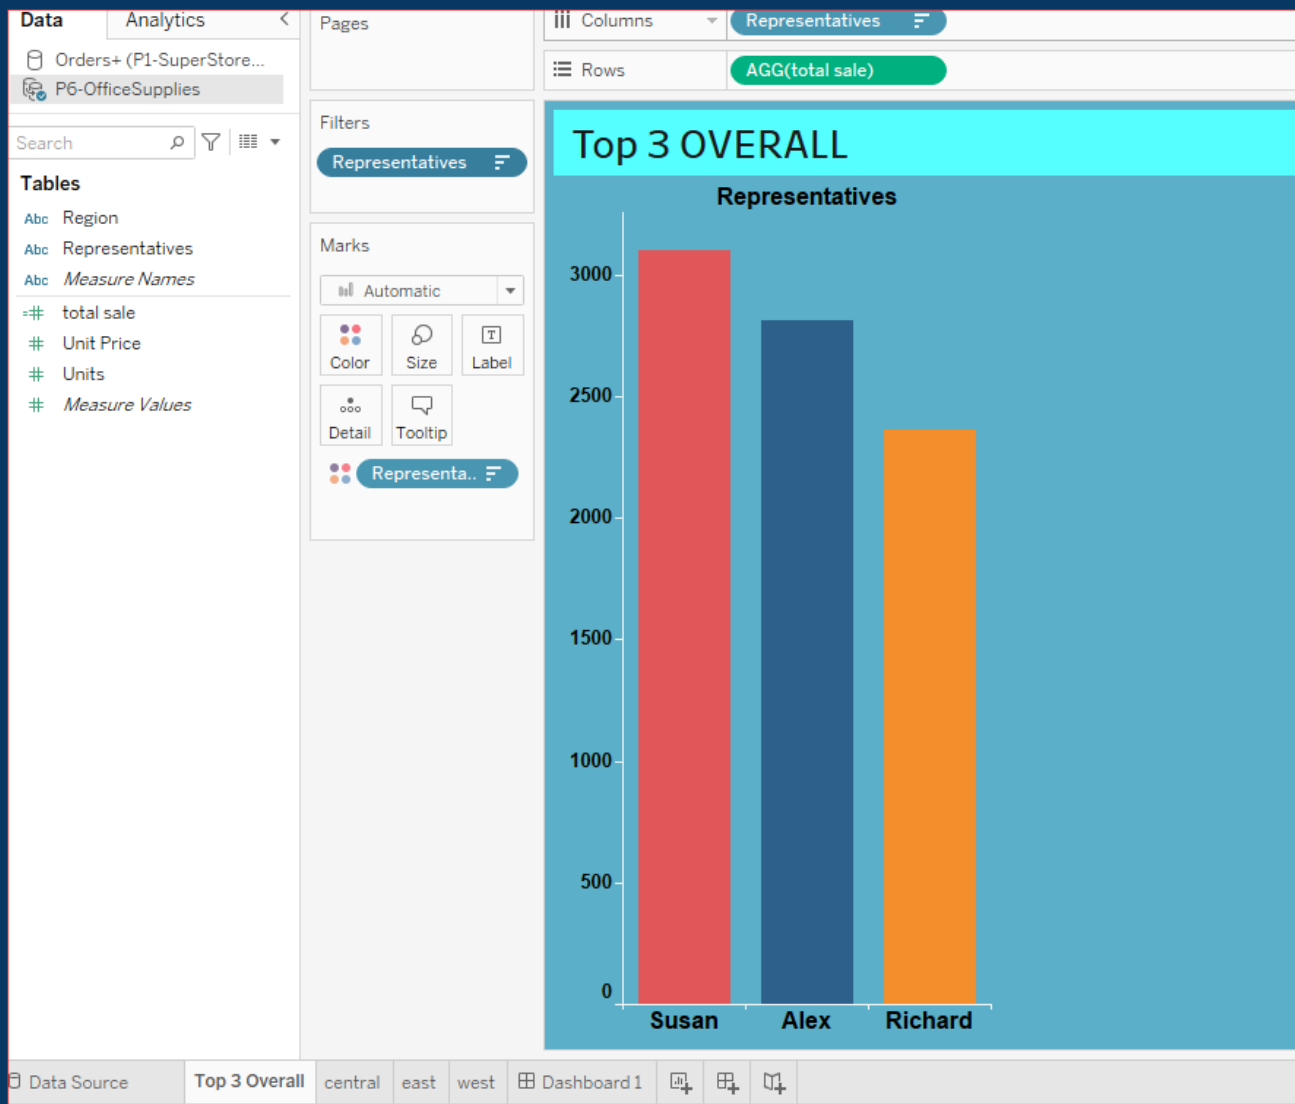 Data
Analytics
Orders+ (P1-SuperStore...
P6-OfficeSupplies
Search
Tables
Abc Region
Abc Representatives
Abc Measure Names
=# total sale
# Unit Price
# Units
# Measure Values
Pages
Filters
Representatives
Marks
Automatic
Color
Size
T
Label
Detail
Tooltip
Representa..
Columns
Representatives
Rows
AGG(total sale)
Top 3 OVERALL
Representatives
3000
2500
2000
1500
1000
500
0
Susan
Alex
Richard
Data Source
Top 3 Overall
central
east
west
Dashboard 1